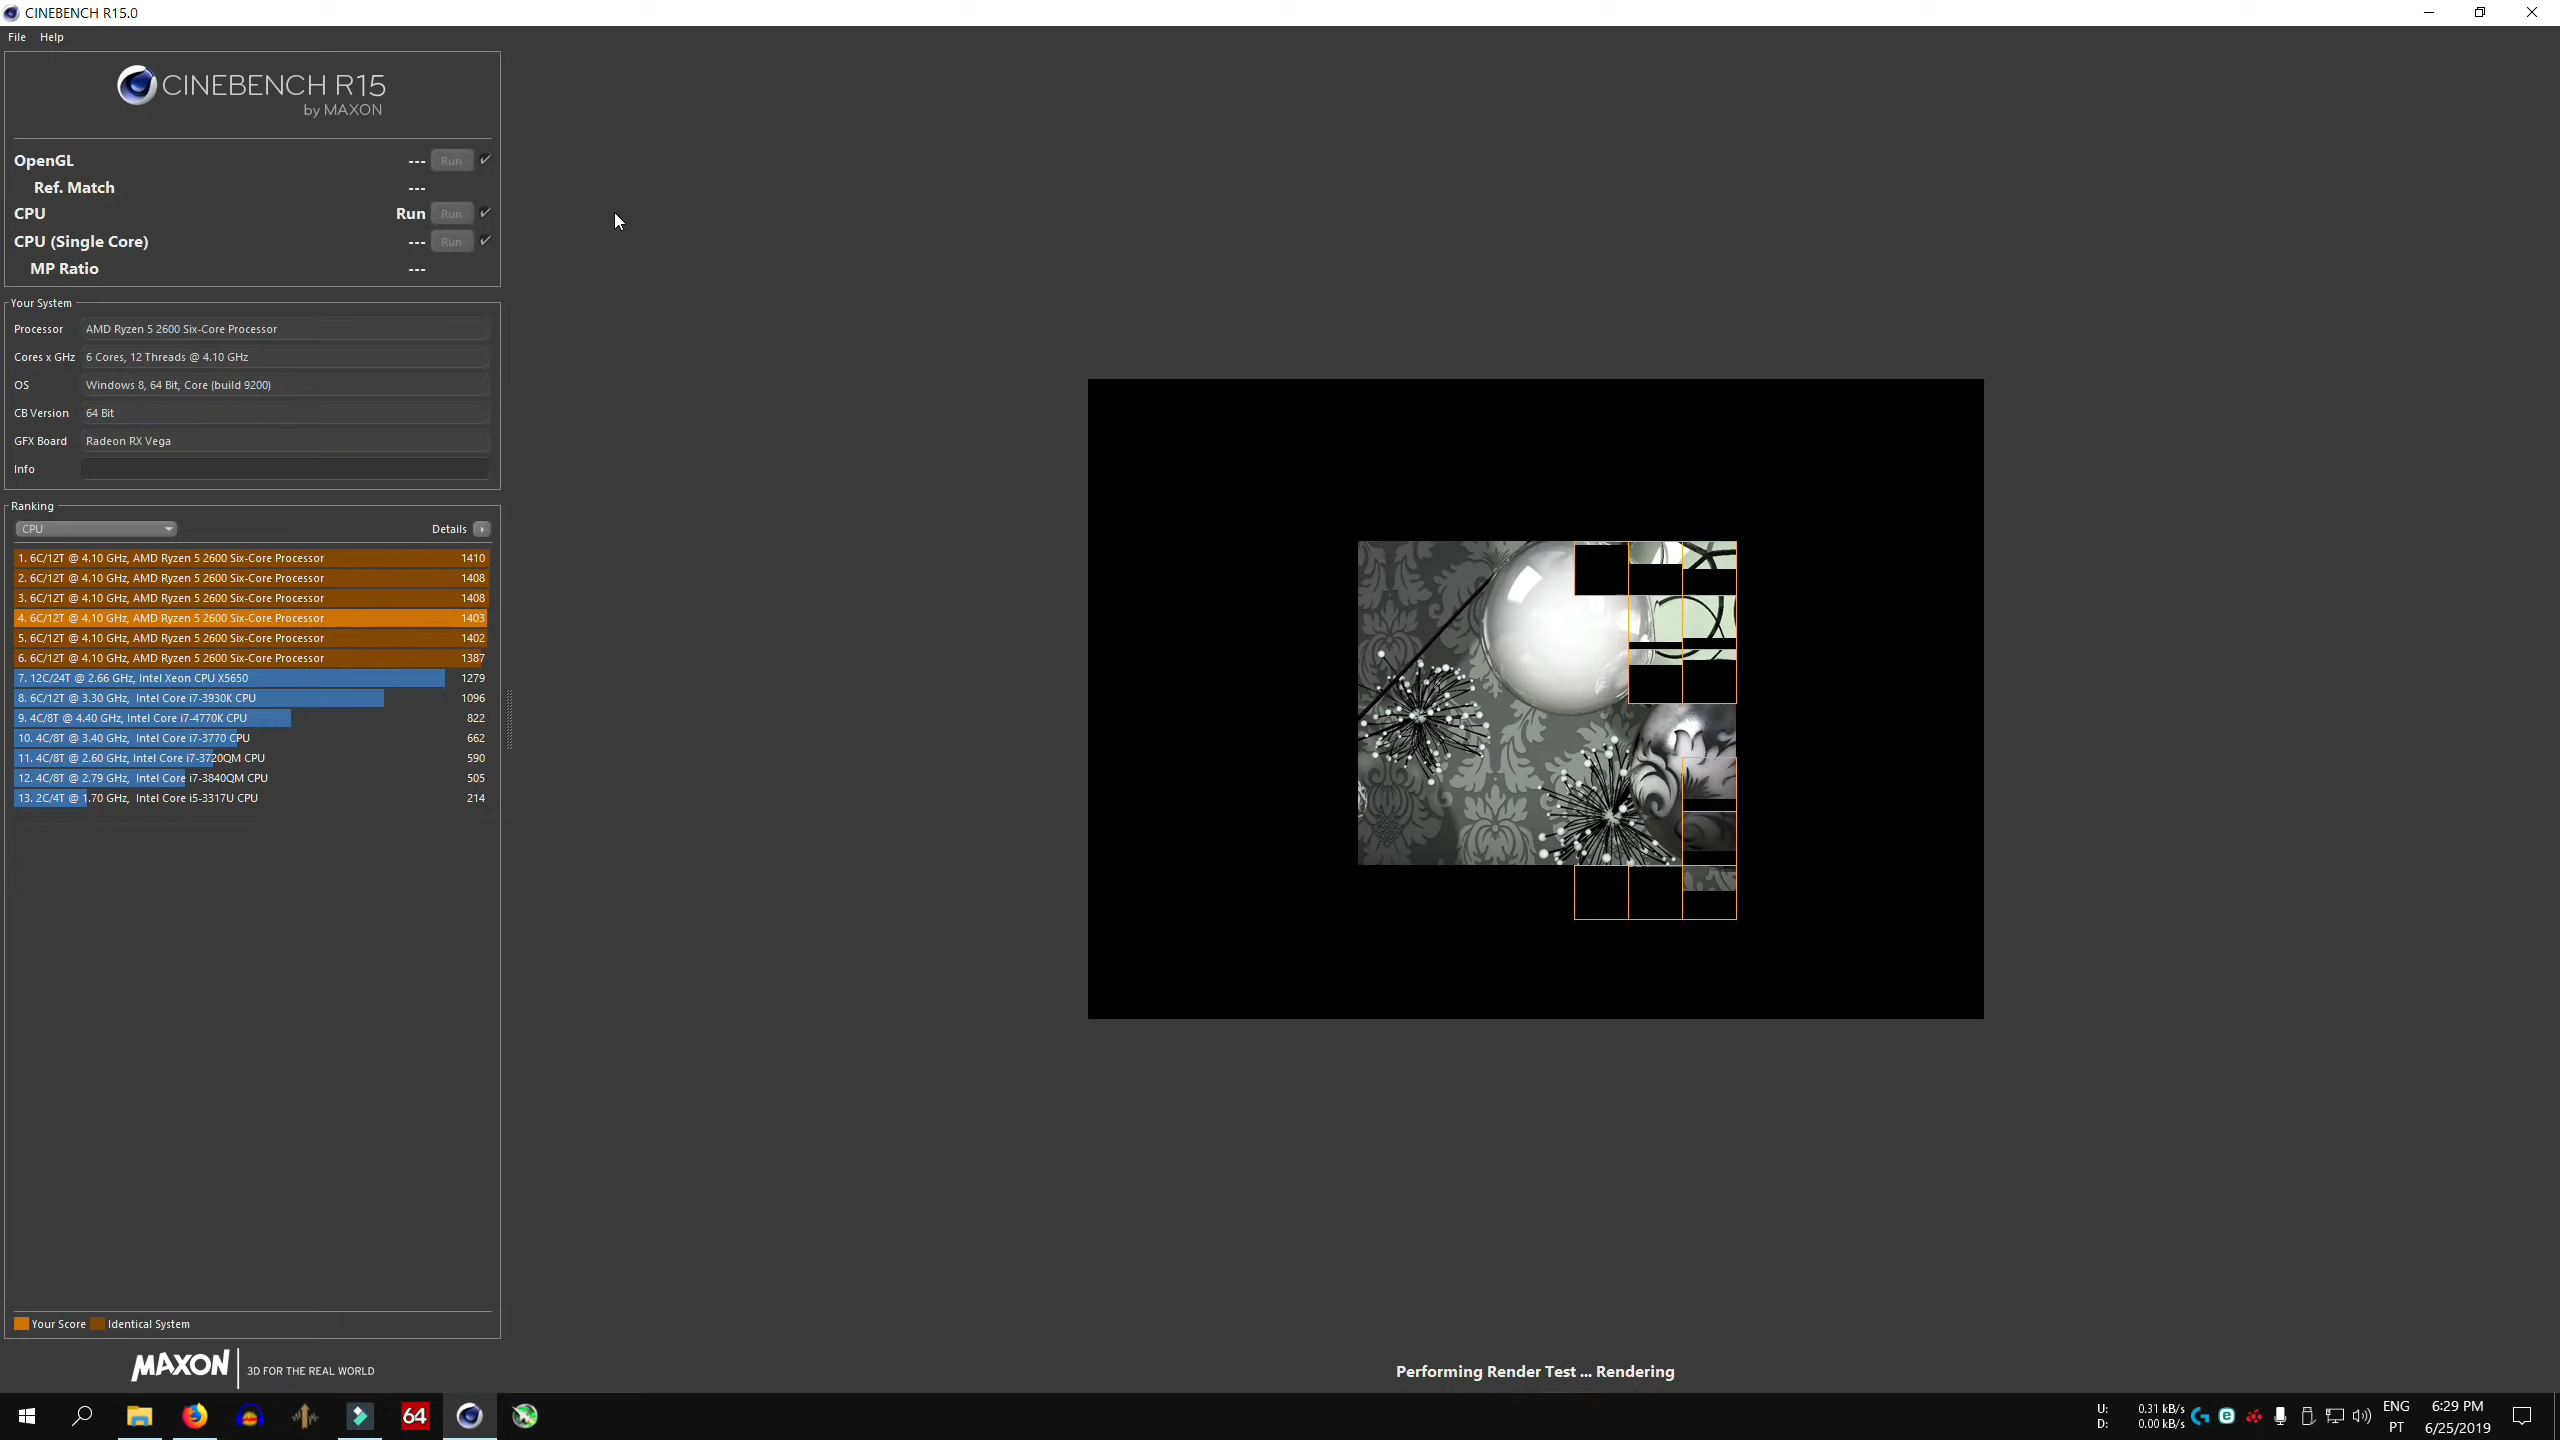 CINEBENCH R15.0
File Help
CINEBENCH R15
by MAXON
OpenGL --- Run
Ref. Match ---
CPU Run Run
CPU (Single Core) --- Run
MP Ratio ---
Your System
Processor AMD Ryzen 5 2600 Six-Core Processor
Cores x GHz 6 Cores, 12 Threads @ 4.10 GHz
OS Windows 8, 64 Bit, Core (build 9200)
CB Version 64 Bit
GFX Board Radeon RX Vega
Info
Ranking
CPU Details
1. 6C/12T @ 4.10 GHz, AMD Ryzen 5 2600 Six-Core Processor 1410
2. 6C/12T @ 4.10 GHz, AMD Ryzen 5 2600 Six-Core Processor 1408
3. 6C/12T @ 4.10 GHz, AMD Ryzen 5 2600 Six-Core Processor 1408
4. 6C/12T @ 4.10 GHz, AMD Ryzen 5 2600 Six-Core Processor 1403
5. 6C/12T @ 4.10 GHz, AMD Ryzen 5 2600 Six-Core Processor 1402
6. 6C/12T @ 4.10 GHz, AMD Ryzen 5 2600 Six-Core Processor 1387
7. 12C/24T @ 2.66 GHz, Intel Xeon CPU X5650 1279
8. 6C/12T @ 3.30 GHz, Intel Core i7-3930K CPU 1096
9. 4C/8T @ 4.40 GHz, Intel Core i7-4770K CPU 822
10. 4C/8T @ 3.40 GHz, Intel Core i7-3770 CPU 662
11. 4C/8T @ 2.60 GHz, Intel Core i7-3720QM CPU 590
12. 4C/8T @ 2.79 GHz, Intel Core i7-3840QM CPU 505
13. 2C/4T @ 1.70 GHz, Intel Core i5-3317U CPU 214
Your Score Identical System
MAXON 3D FOR THE REAL WORLD
Performing Render Test ... Rendering
64
U: 0.31 kB/s
D: 0.00 kB/s
ENG
PT
6:29 PM
6/25/2019